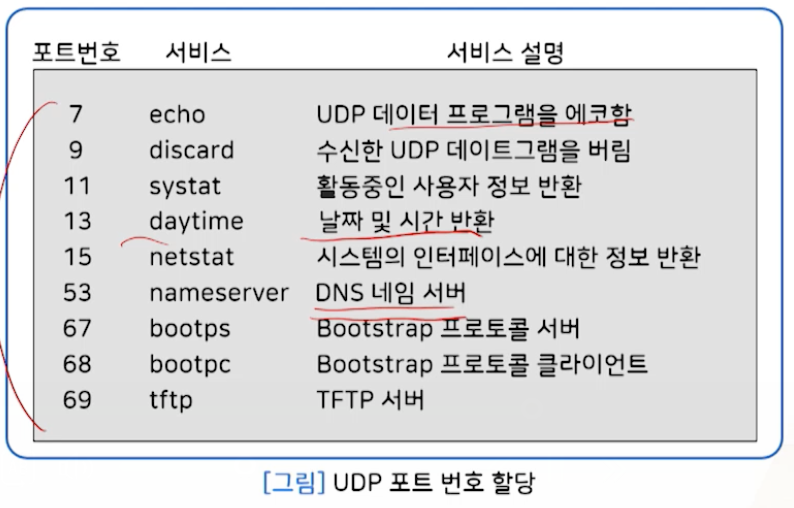 포트번호 서비스 서비스 설명
7 echo UDP 데이터 프로그램을 에코함
9 discard 수신한 UDP 데이트그램을 버림
11 systat 활동중인 사용자 정보 반환
13 daytime 날짜 및 시간 반환
15 netstat 시스템의 인터페이스에 대한 정보 반환
53 nameserver DNS 네임 서버
67 bootps Bootstrap 프로토콜 서버
68 bootpc Bootstrap 프로토콜 클라이언트
69 tftp TFTP 서버
[그림] UDP 포트 번호 할당